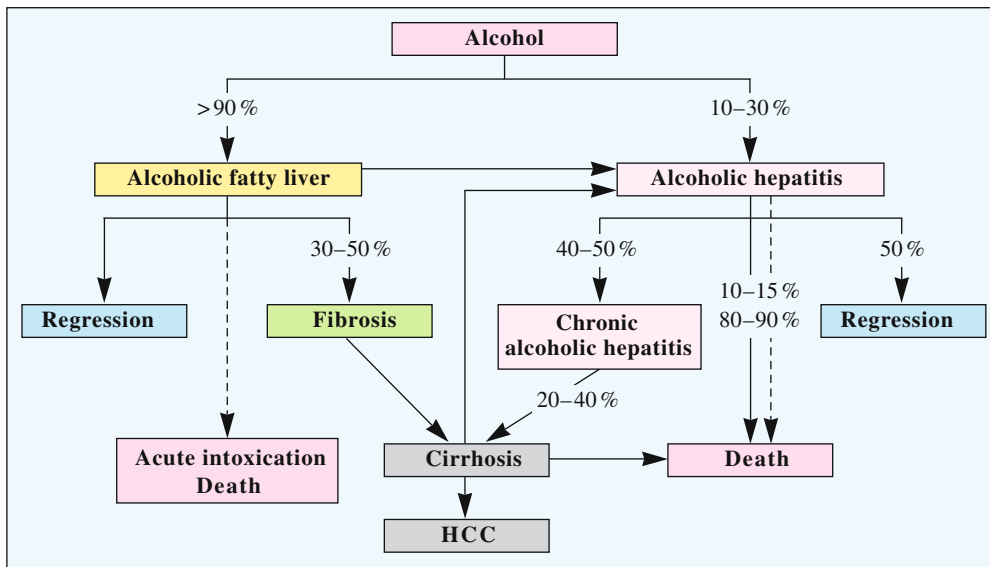 Alcohol
>90 %
10–30 %
Alcoholic fatty liver
Alcoholic hepatitis
30–50 %
40–50 %
50 %
Regression
Fibrosis
Chronic
alcoholic hepatitis
10–15 %
80–90 %
Regression
20–40 %
Acute intoxication
Death
Cirrhosis
Death
HCC